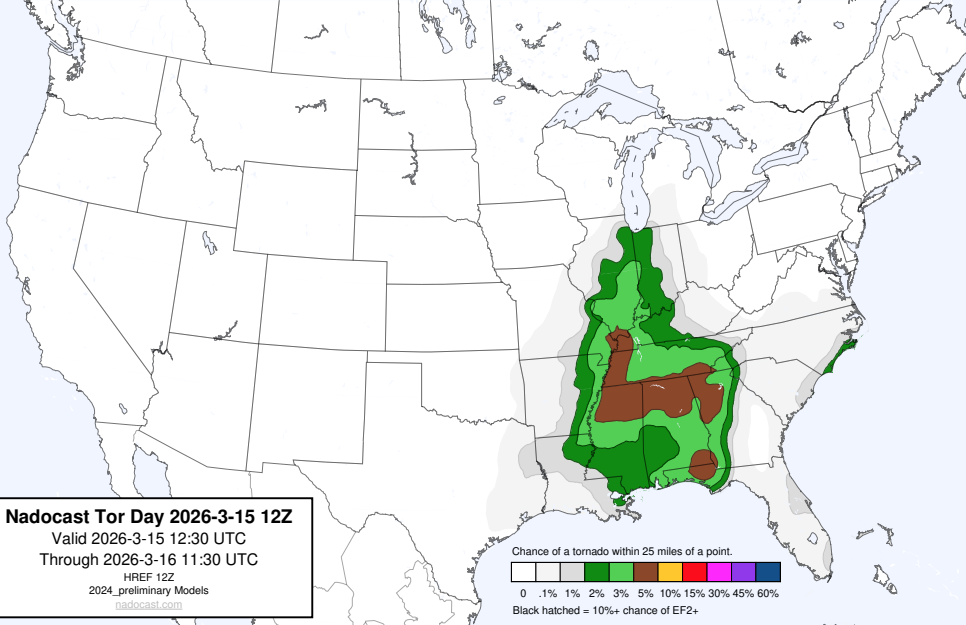 Nadocast Tor Day 2026-3-15 12Z
Valid 2026-3-15 12:30 UTC
Through 2026-3-16 11:30 UTC
HREF 12Z
2024_preliminary Models
nadocast.com
Chance of a tornado within 25 miles of a point.
0 .1% 1% 2% 3% 5% 10% 15% 30% 45% 60%
Black hatched = 10%+ chance of EF2+